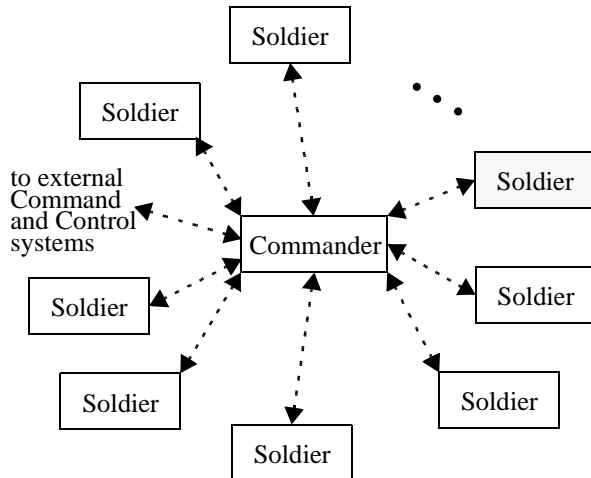 Soldier
Soldier
Soldier
to external
Command
and Control
systems
Commander
Soldier
Soldier
Soldier
Soldier
Soldier